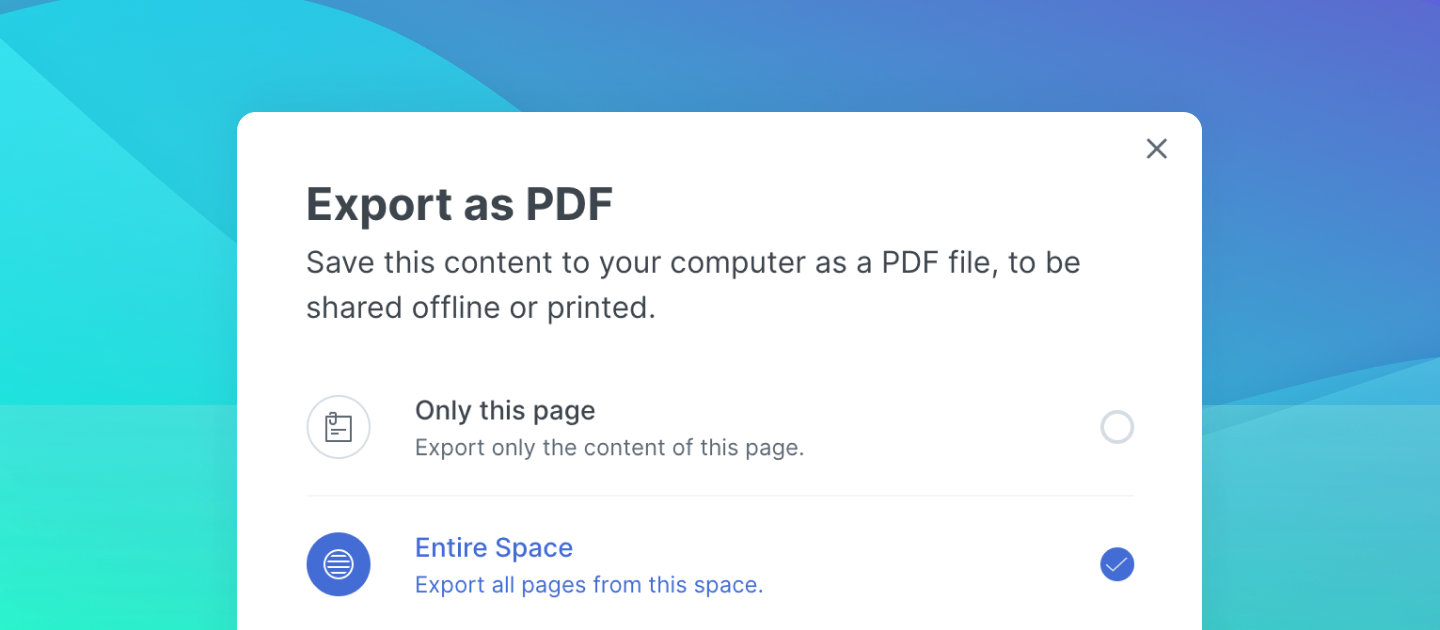 Export as PDF
Save this content to your computer as a PDF file, to be
shared offline or printed.
Only this page
Export only the content of this page.
Entire Space
Export all pages from this space.